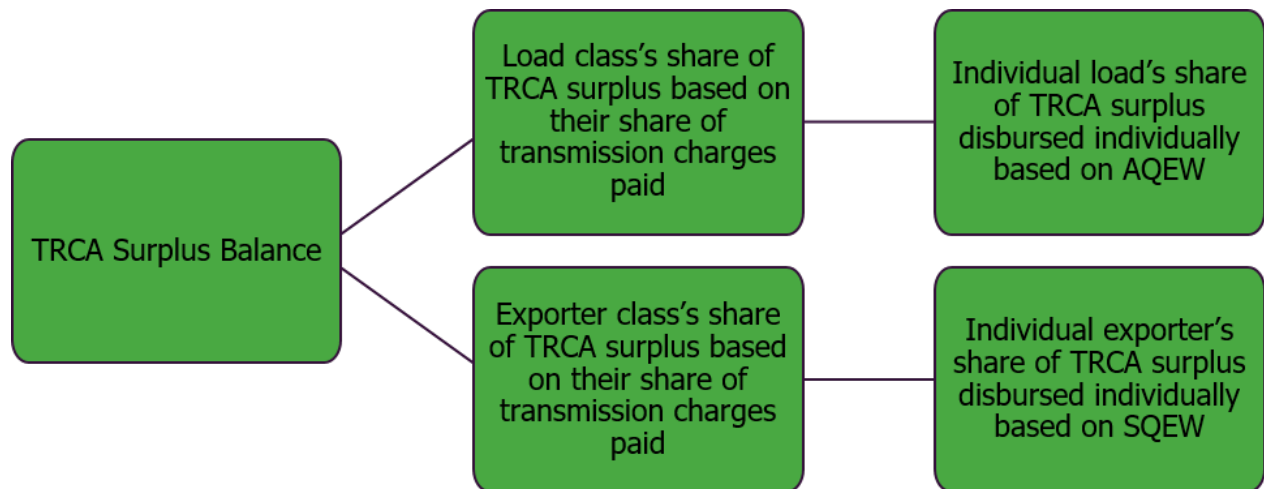 TRCA Surplus Balance
Load class’s share of
TRCA surplus based on
their share of
transmission charges
paid
Individual load’s share
of TRCA surplus
disbursed individually
based on AQEW
Exporter class’s share
of TRCA surplus based
on their share of
transmission charges
paid
Individual exporter’s
share of TRCA surplus
disbursed individually
based on SQEW